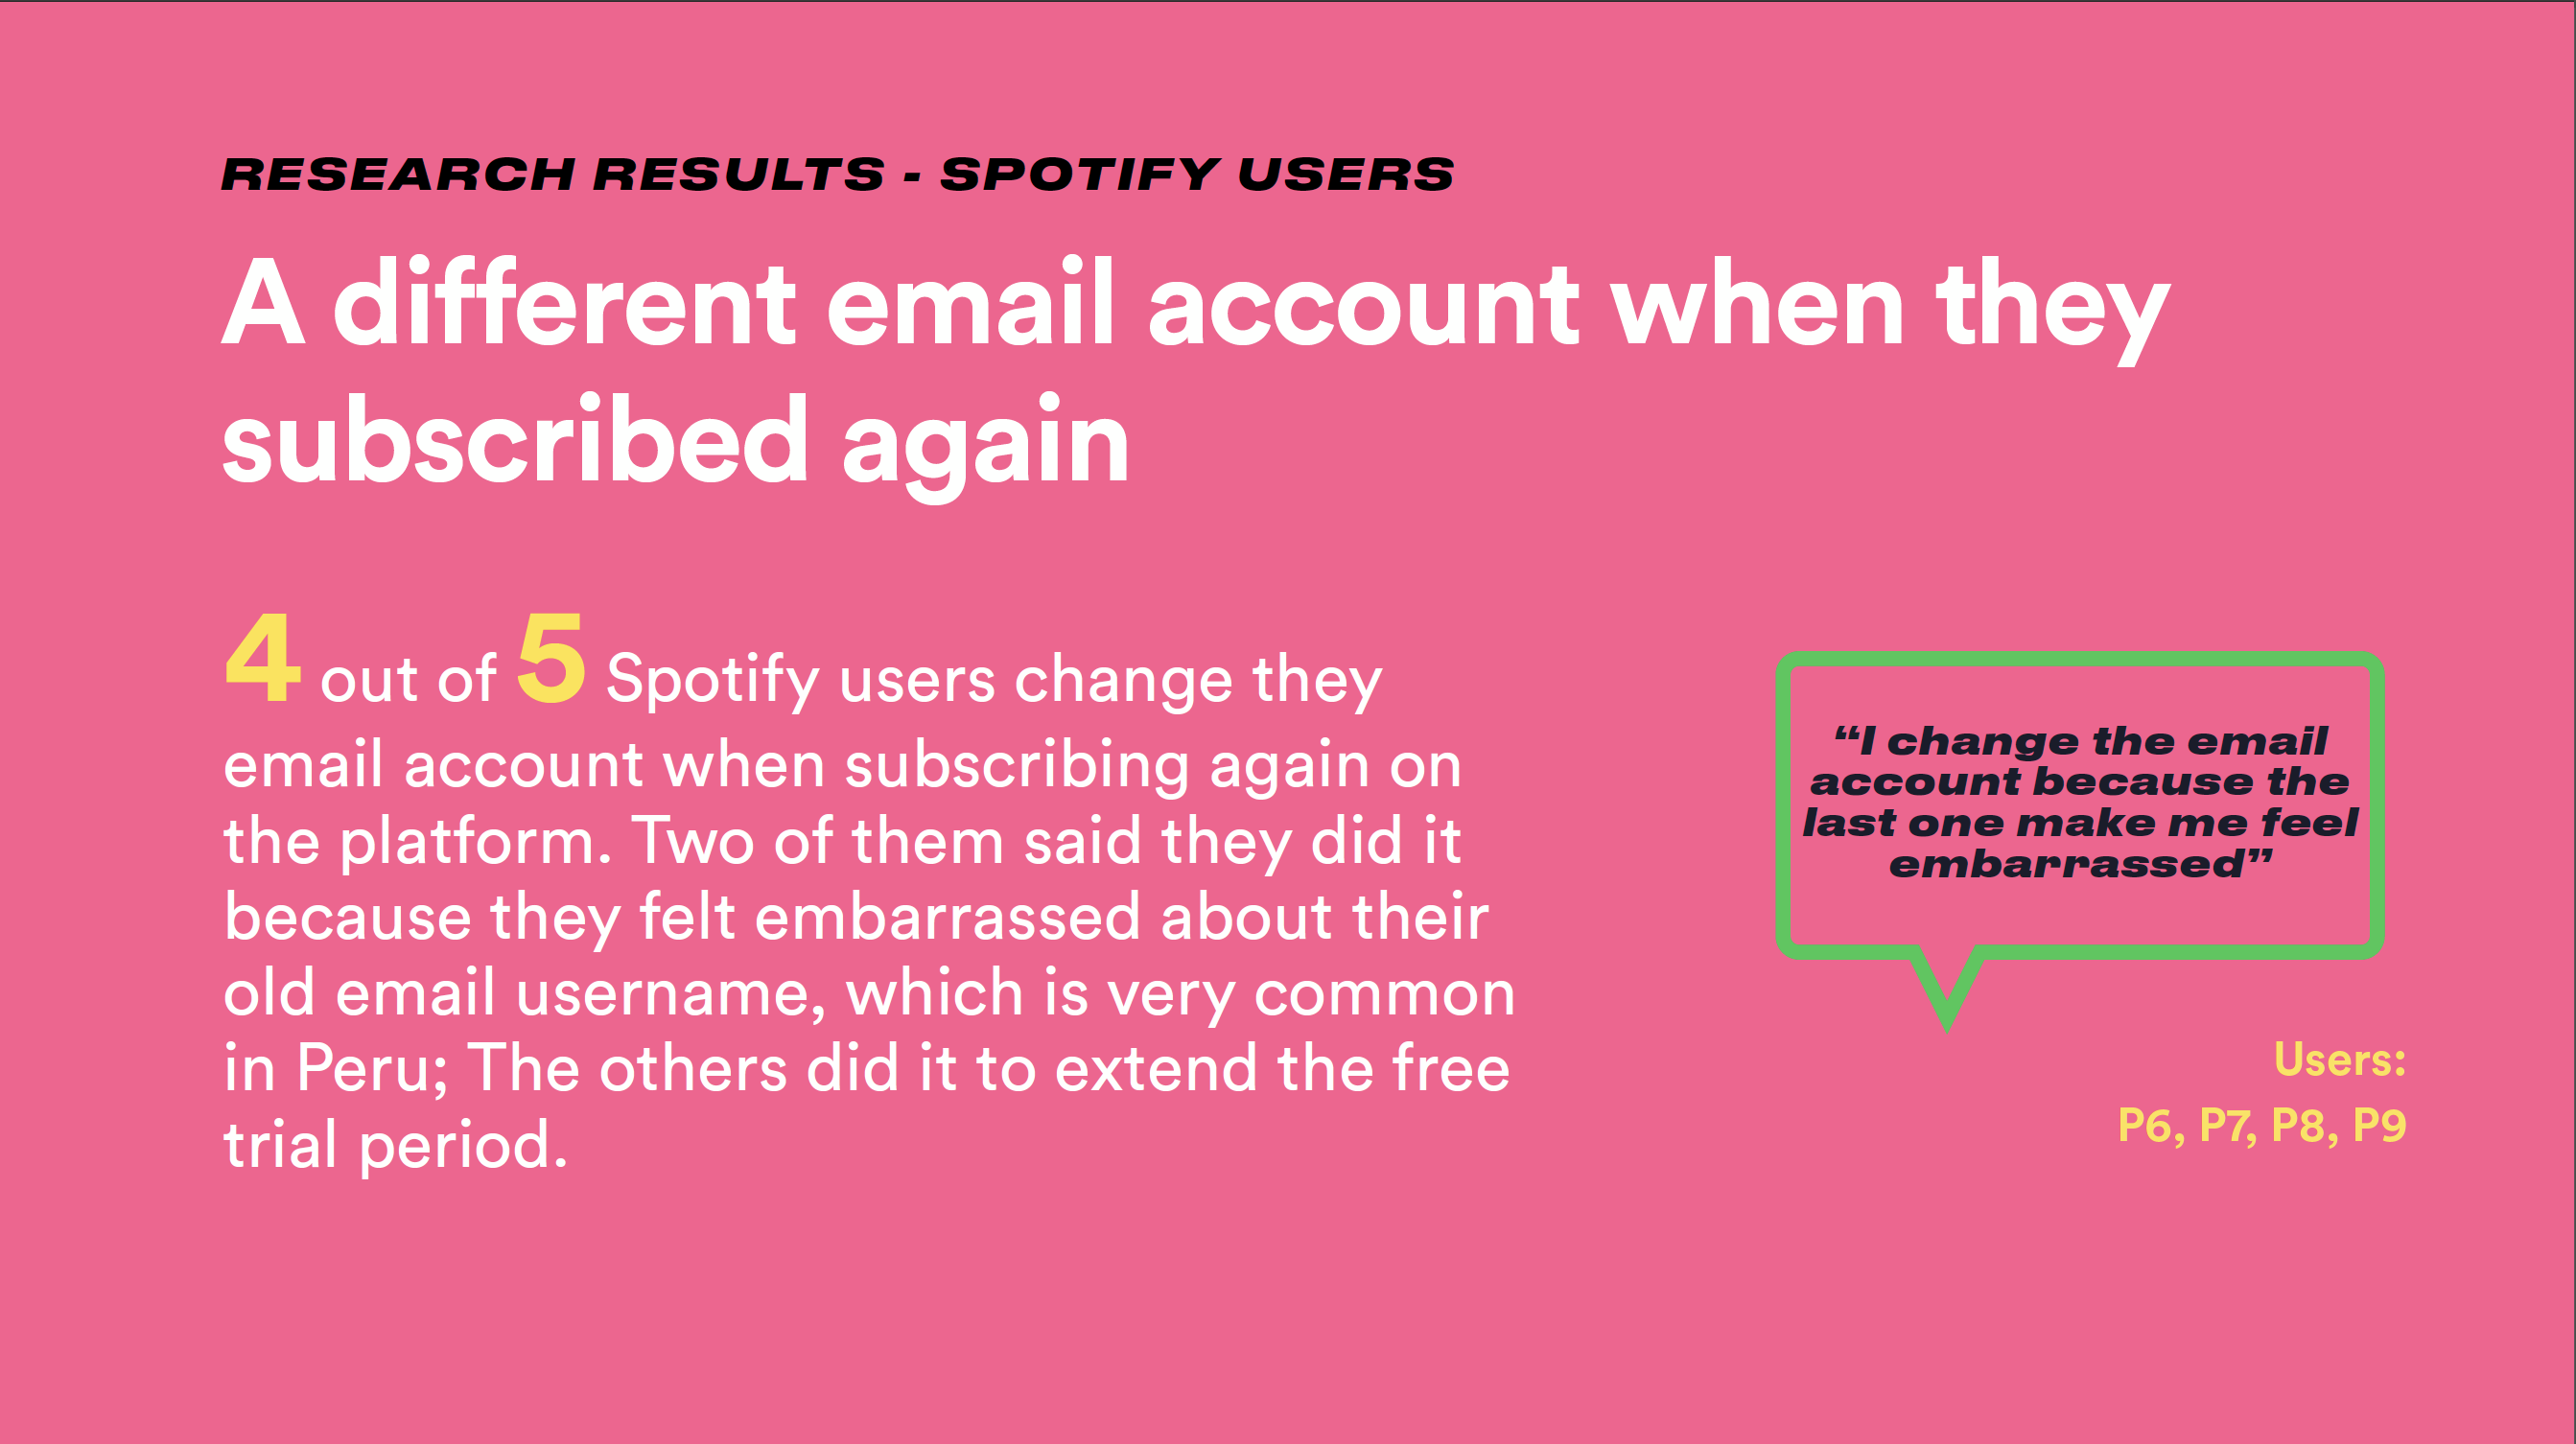 RESEARCH RESULTS - SPOTIFY USERS
A different email account when they
subscribed again
4 out of 5 Spotify users change they
email account when subscribing again on
the platform. Two of them said they did it
because they felt embarrassed about their
old email username, which is very common
in Peru; The others did it to extend the free
trial period.
“I change the email
account because the
last one make me feel
embarrassed”
Users:
P6, P7, P8, P9